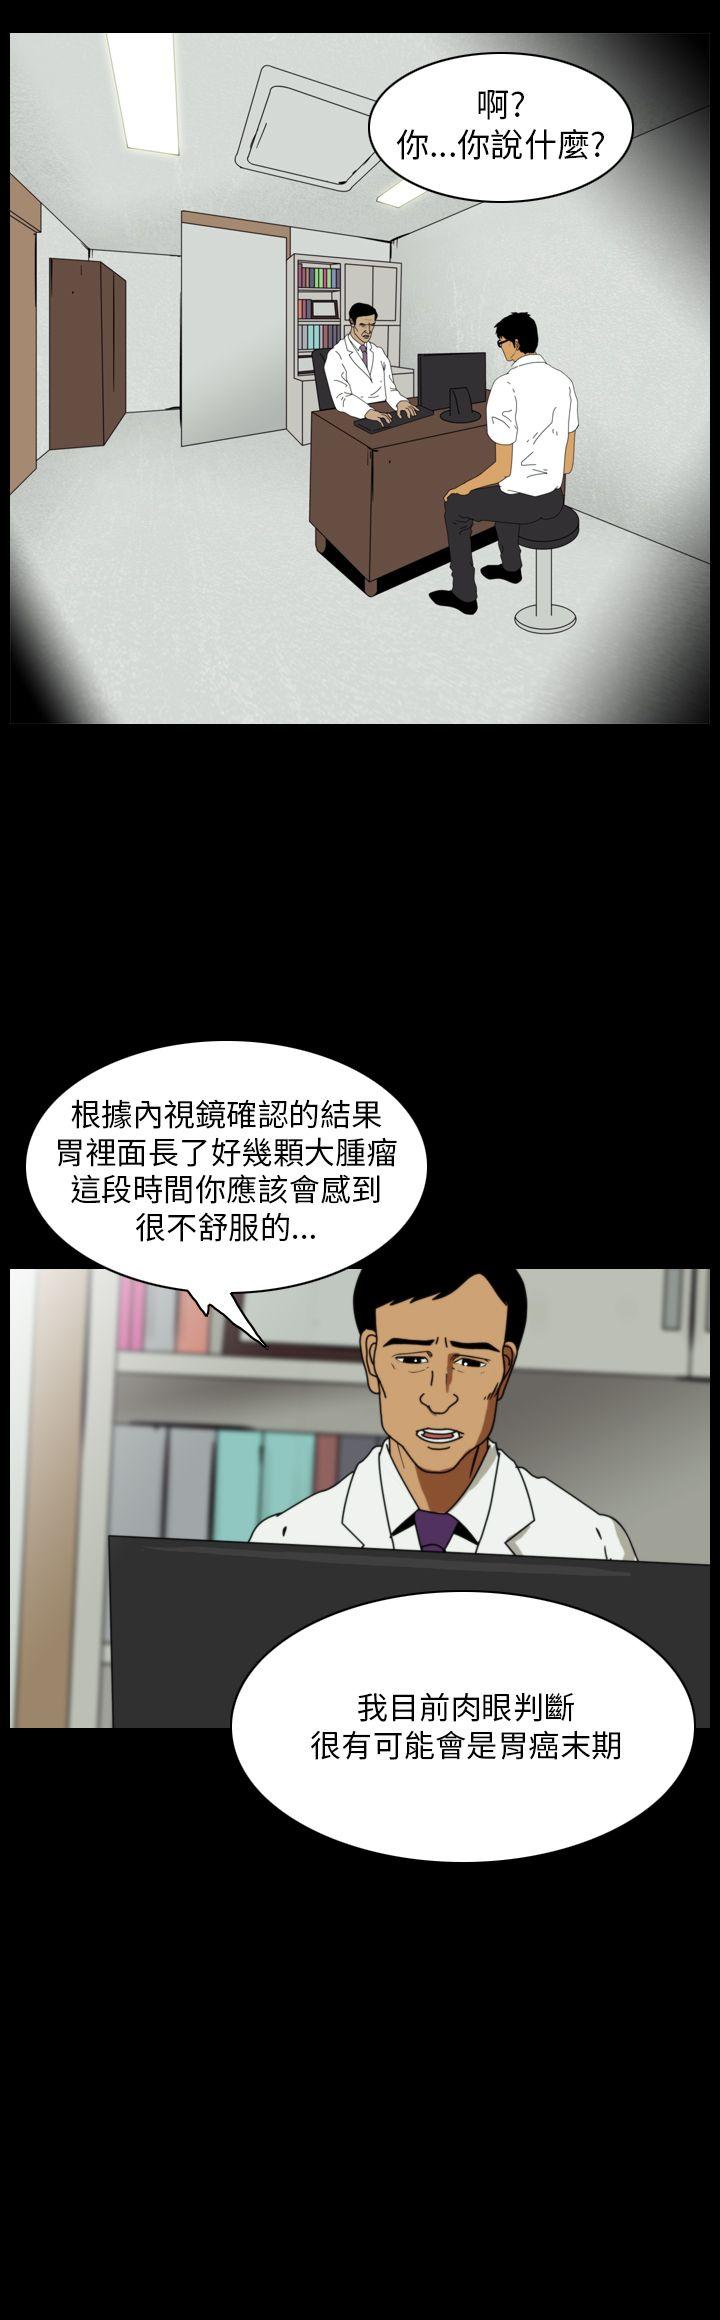 啊?
你...你說什麼?
根據內視鏡確認的結果
胃裡面長了好幾顆大腫瘤
這段時間你應該會感到
很不舒服的...
我目前肉眼判斷
很有可能會是胃癌末期